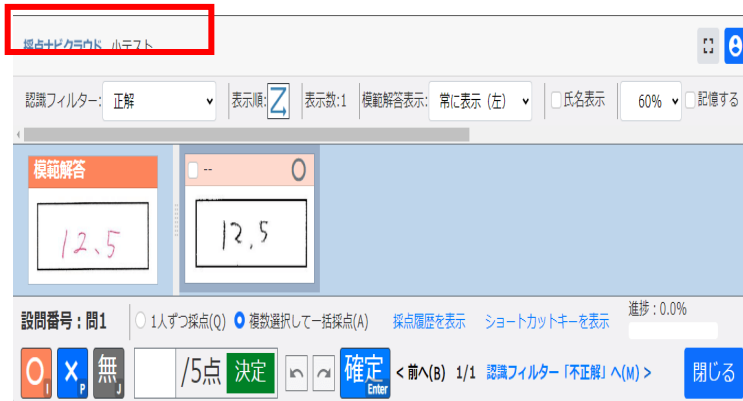 採点ナビクラウド 小テスト
認識フィルター: 正解 表示順: 表示数:1 模範解答表示: 常に表示 (左) 氏名表示 60% 記憶する
模範解答 --
12.5 12.5
設問番号：問1 1人ずつ採点(Q) 複数選択して一括採点(A) 採点履歴を表示 ショートカットキーを表示 進捗：0.0%
○ I × P 無 J /5点 決定 確定 Enter < 前へ(B) 1/1 認識フィルター「不正解」へ(M) > 閉じる